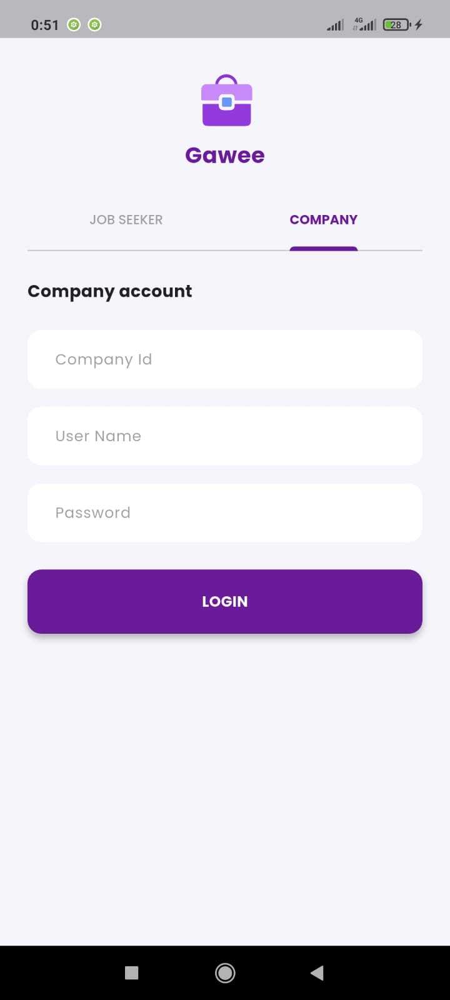 0:51
4G
28
Gawee
JOB SEEKER
COMPANY
Company account
Company Id
User Name
Password
LOGIN